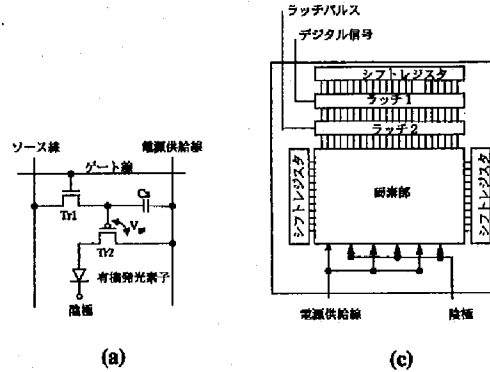 ラッチパルス
デジタル信号
シフトレジスタ
ラッチ1
ラッチ2
シフトレジスタ
画素部
シフトレジスタ
電源供給線
陰極
(c)
ソース線
電源供給線
ゲート線
Cs
Tr1
Tr2
有機発光素子
陰極
(a)